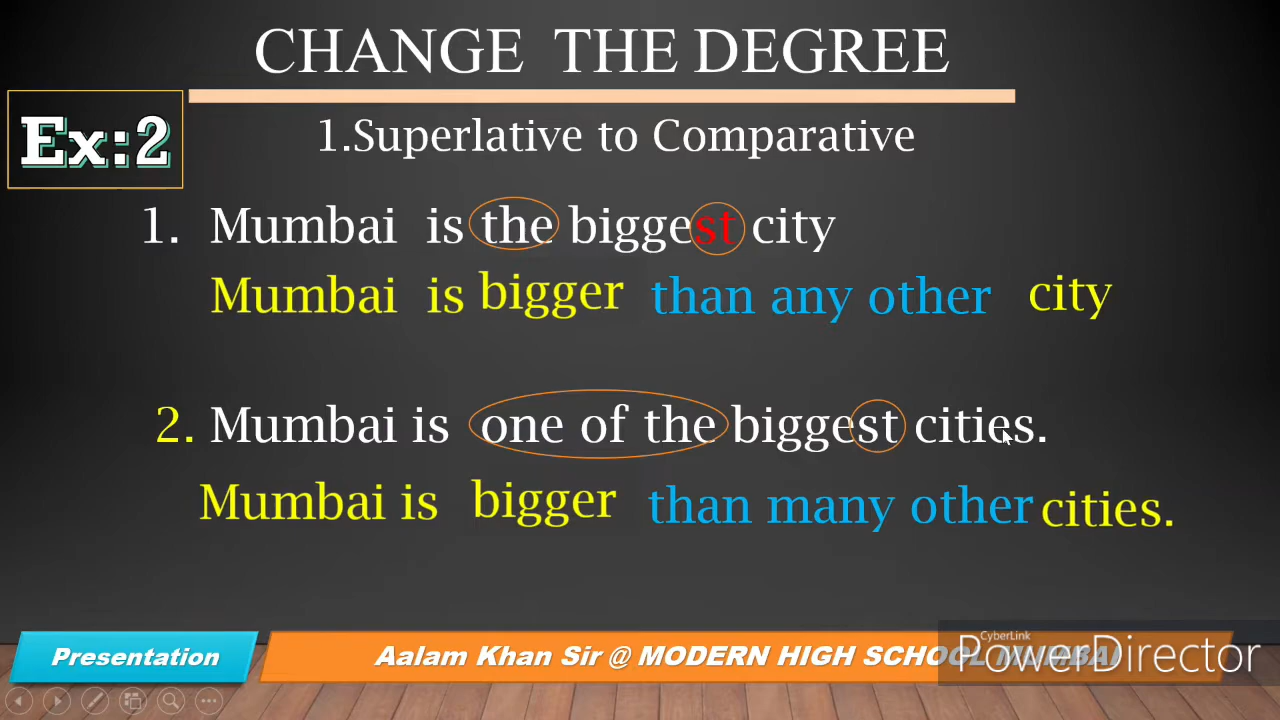 CHANGE THE DEGREE
Ex:2
1.Superlative to Comparative
1. Mumbai is the biggest city
Mumbai is bigger than any other city
2. Mumbai is one of the biggest cities.
Mumbai is bigger than many other cities.
Presentation
Aalam Khan Sir @ MODERN HIGH SCHOOL MUMBAI
CyberLink
PowerDirector